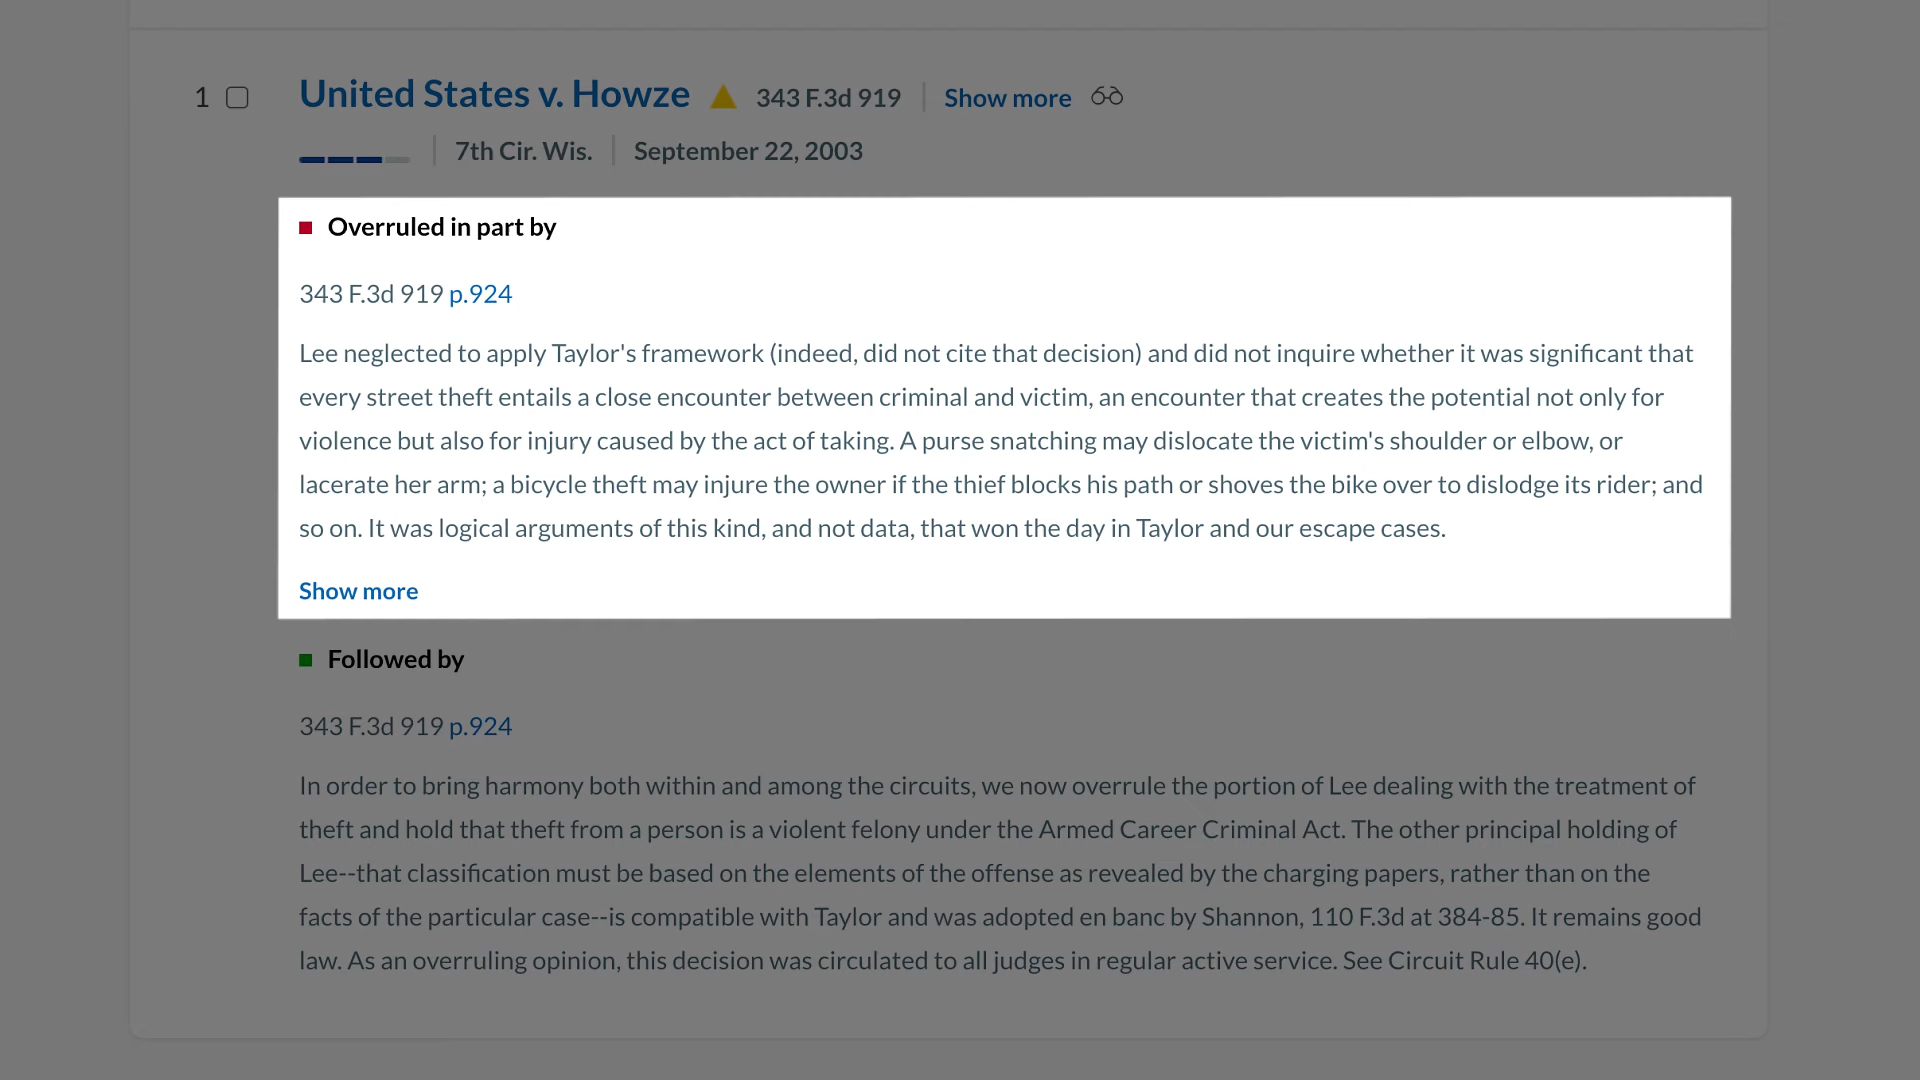 1 United States v. Howze 343 F.3d 919 Show more
7th Cir. Wis. September 22, 2003
Overruled in part by
343 F.3d 919 p.924
Lee neglected to apply Taylor's framework (indeed, did not cite that decision) and did not inquire whether it was significant that
every street theft entails a close encounter between criminal and victim, an encounter that creates the potential not only for
violence but also for injury caused by the act of taking. A purse snatching may dislocate the victim's shoulder or elbow, or
lacerate her arm; a bicycle theft may injure the owner if the thief blocks his path or shoves the bike over to dislodge its rider; and
so on. It was logical arguments of this kind, and not data, that won the day in Taylor and our escape cases.
Show more
Followed by
343 F.3d 919 p.924
In order to bring harmony both within and among the circuits, we now overrule the portion of Lee dealing with the treatment of
theft and hold that theft from a person is a violent felony under the Armed Career Criminal Act. The other principal holding of
Lee--that classification must be based on the elements of the offense as revealed by the charging papers, rather than on the
facts of the particular case--is compatible with Taylor and was adopted en banc by Shannon, 110 F.3d at 384-85. It remains good
law. As an overruling opinion, this decision was circulated to all judges in regular active service. See Circuit Rule 40(e).